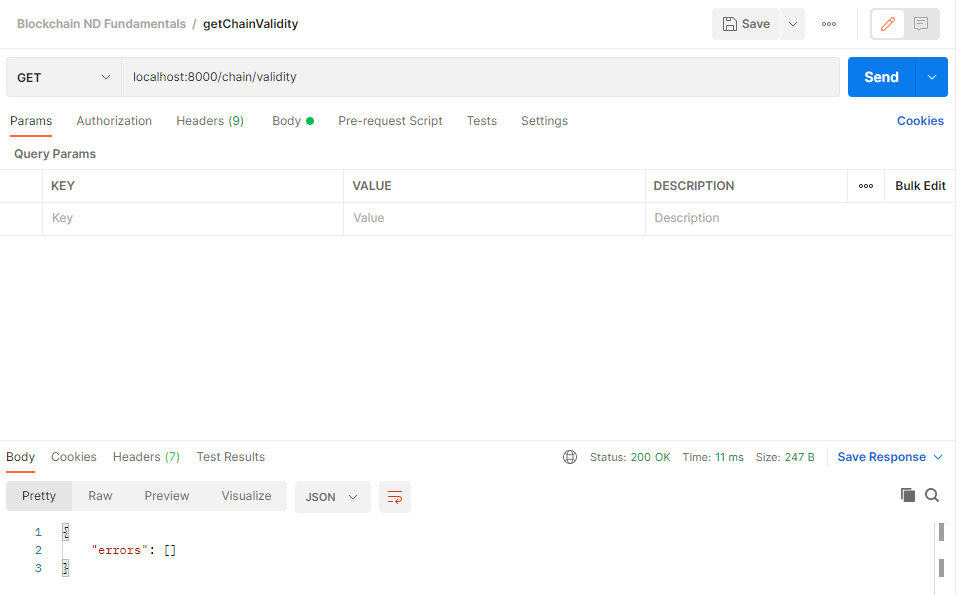 Blockchain ND Fundamentals / getChainValidity Save
GET localhost:8000/chain/validity Send
Params Authorization Headers (9) Body Pre-request Script Tests Settings Cookies
Query Params
KEY VALUE DESCRIPTION Bulk Edit
Key Value Description
Body Cookies Headers (7) Test Results Status: 200 OK Time: 11 ms Size: 247 B Save Response
Pretty Raw Preview Visualize JSON
1 {
2 "errors": []
3 }